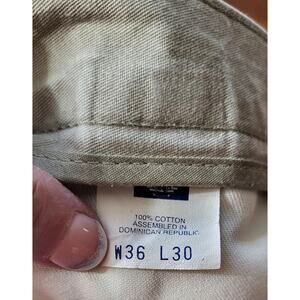 100% COTTON
ASSEMBLED IN
DOMINICAN REPUBLIC
W36 L30